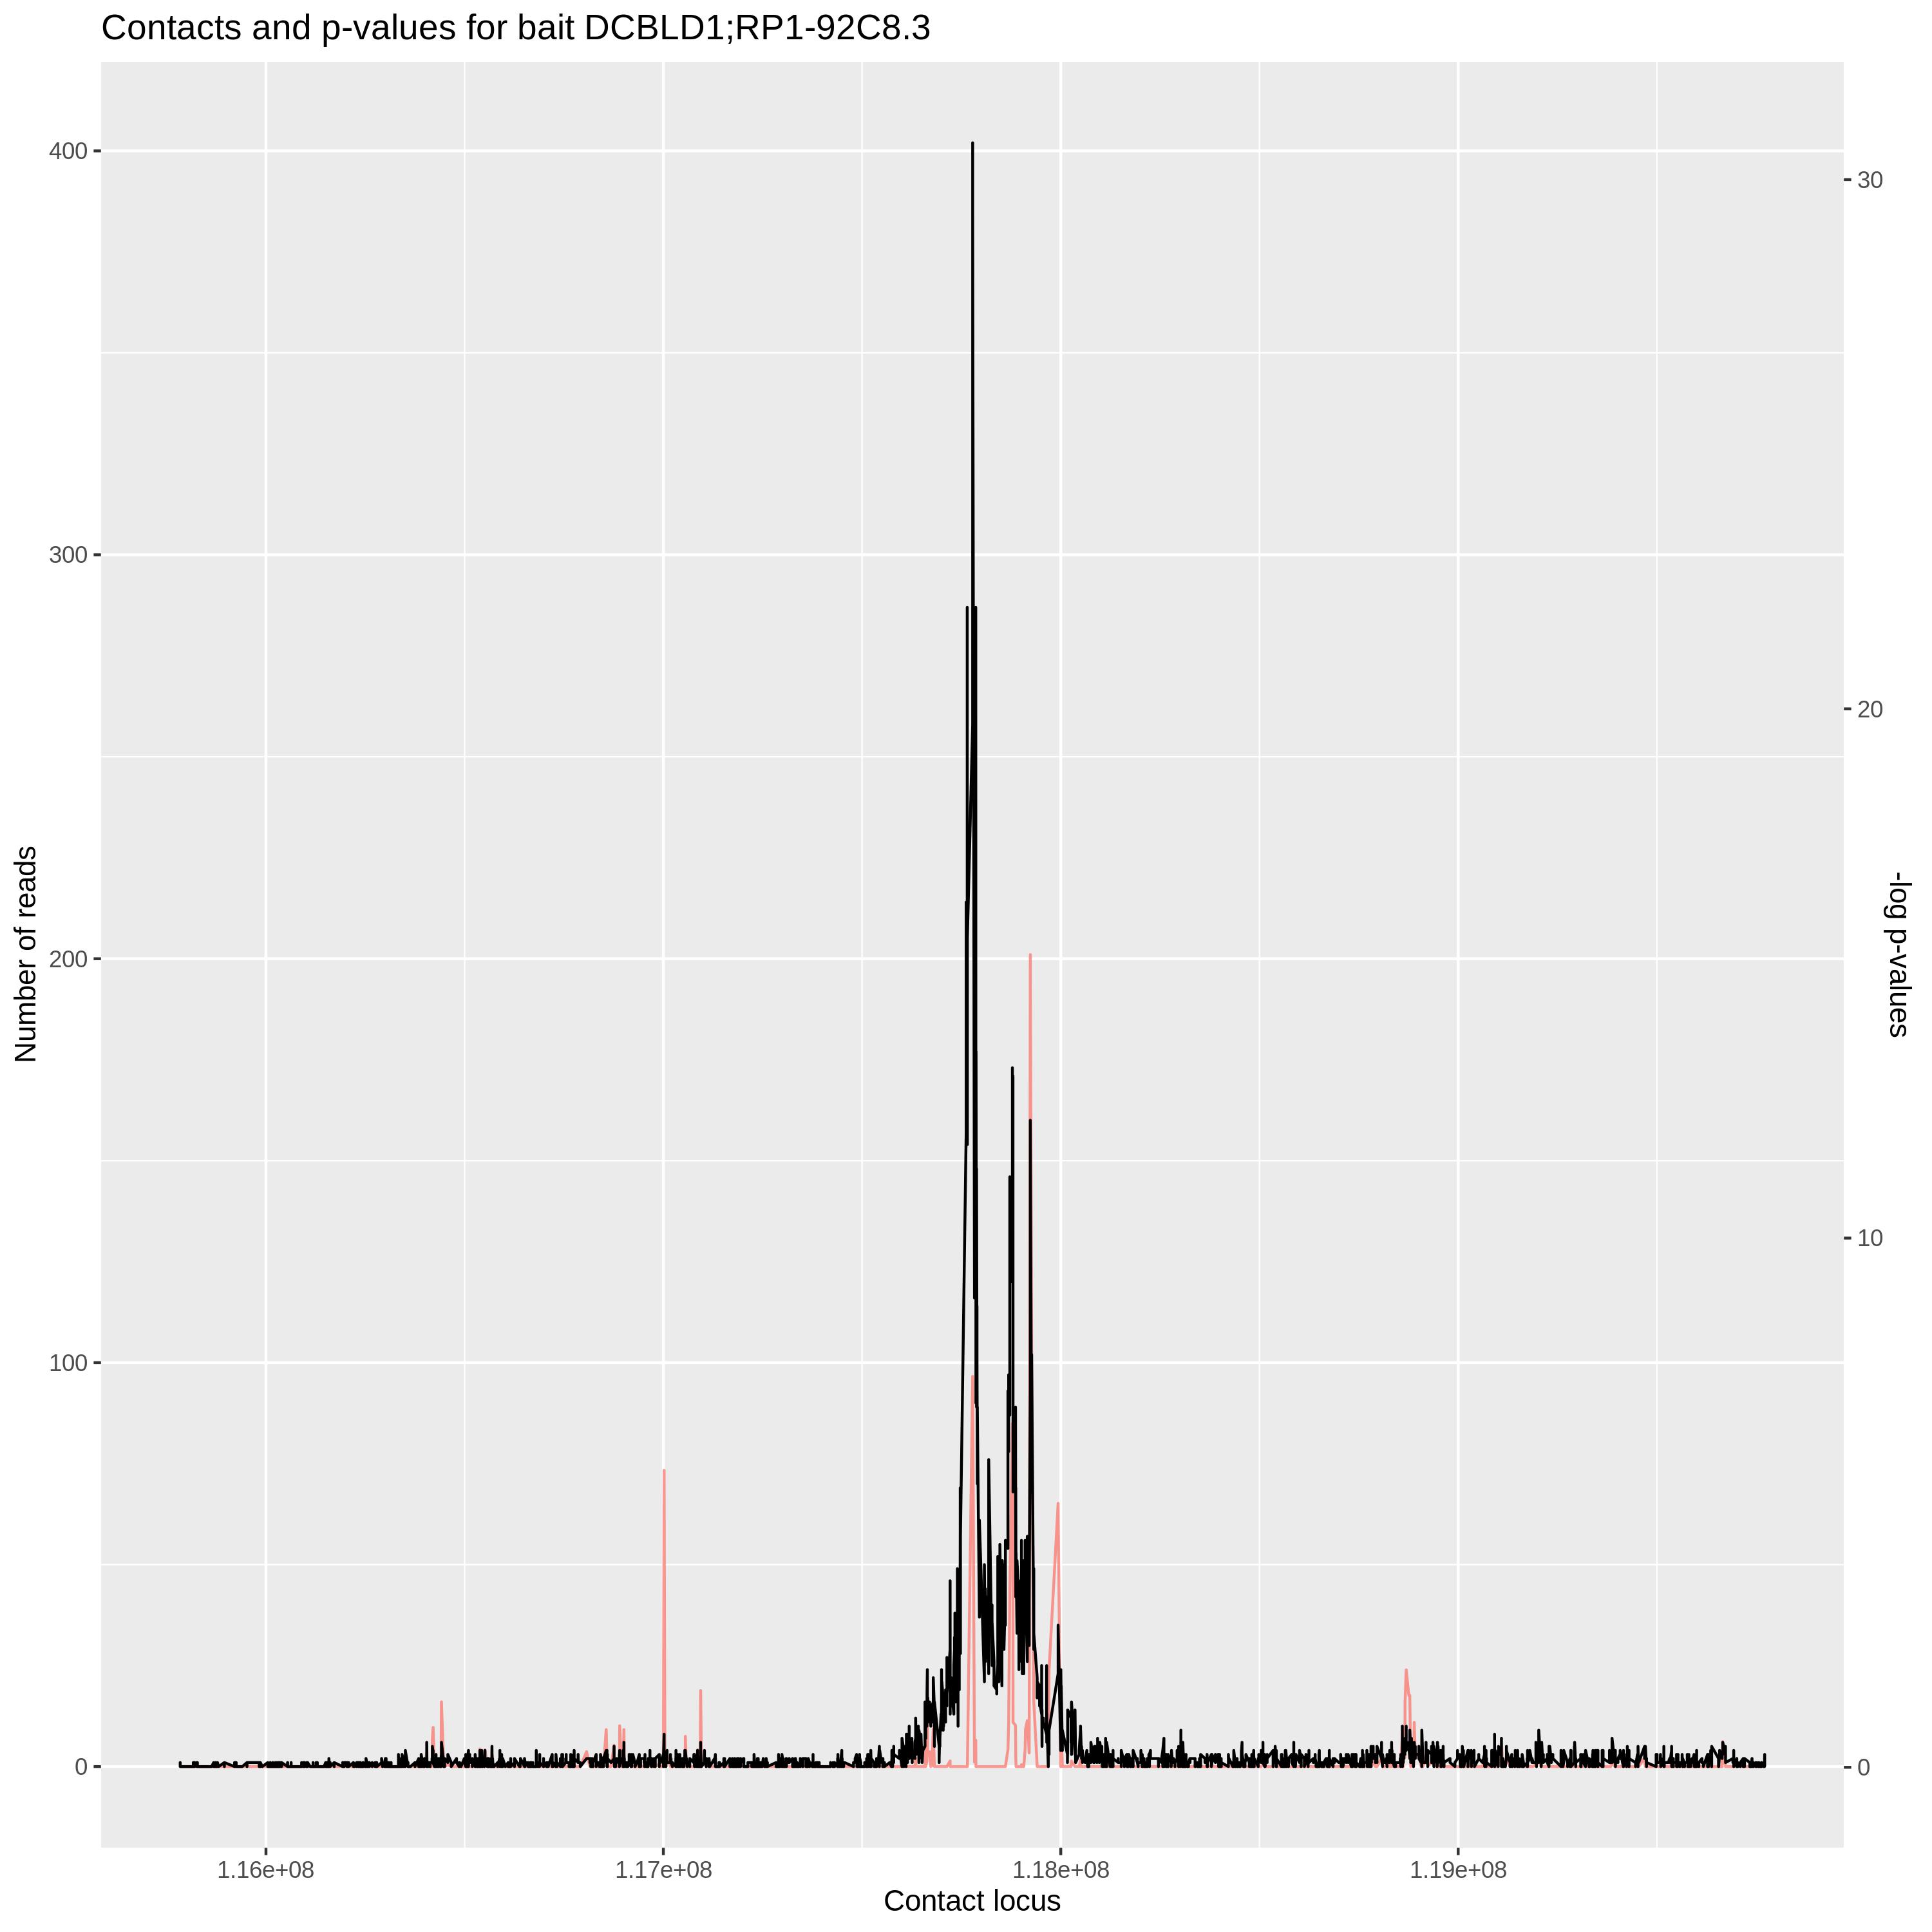 Contacts and p-values for bait DCBLD1;RP1-92C8.3
400
300
200
100
0
Number of reads
30
20
10
0
-log p-values
1.16e+08
1.17e+08
1.18e+08
1.19e+08
Contact locus